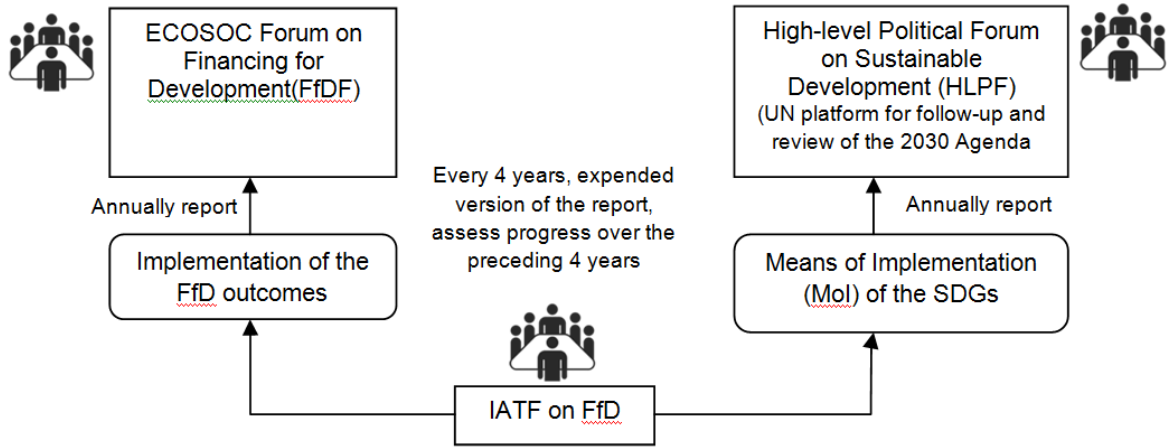 ECOSOC Forum on
Financing for
Development(FfDF)
High-level Political Forum
on Sustainable
Development (HLPF)
(UN platform for follow-up and
review of the 2030 Agenda
Every 4 years, expended
version of the report,
assess progress over the
preceding 4 years
Annually report
Annually report
Implementation of the
FfD outcomes
Means of Implementation
(MoI) of the SDGs
IATF on FfD